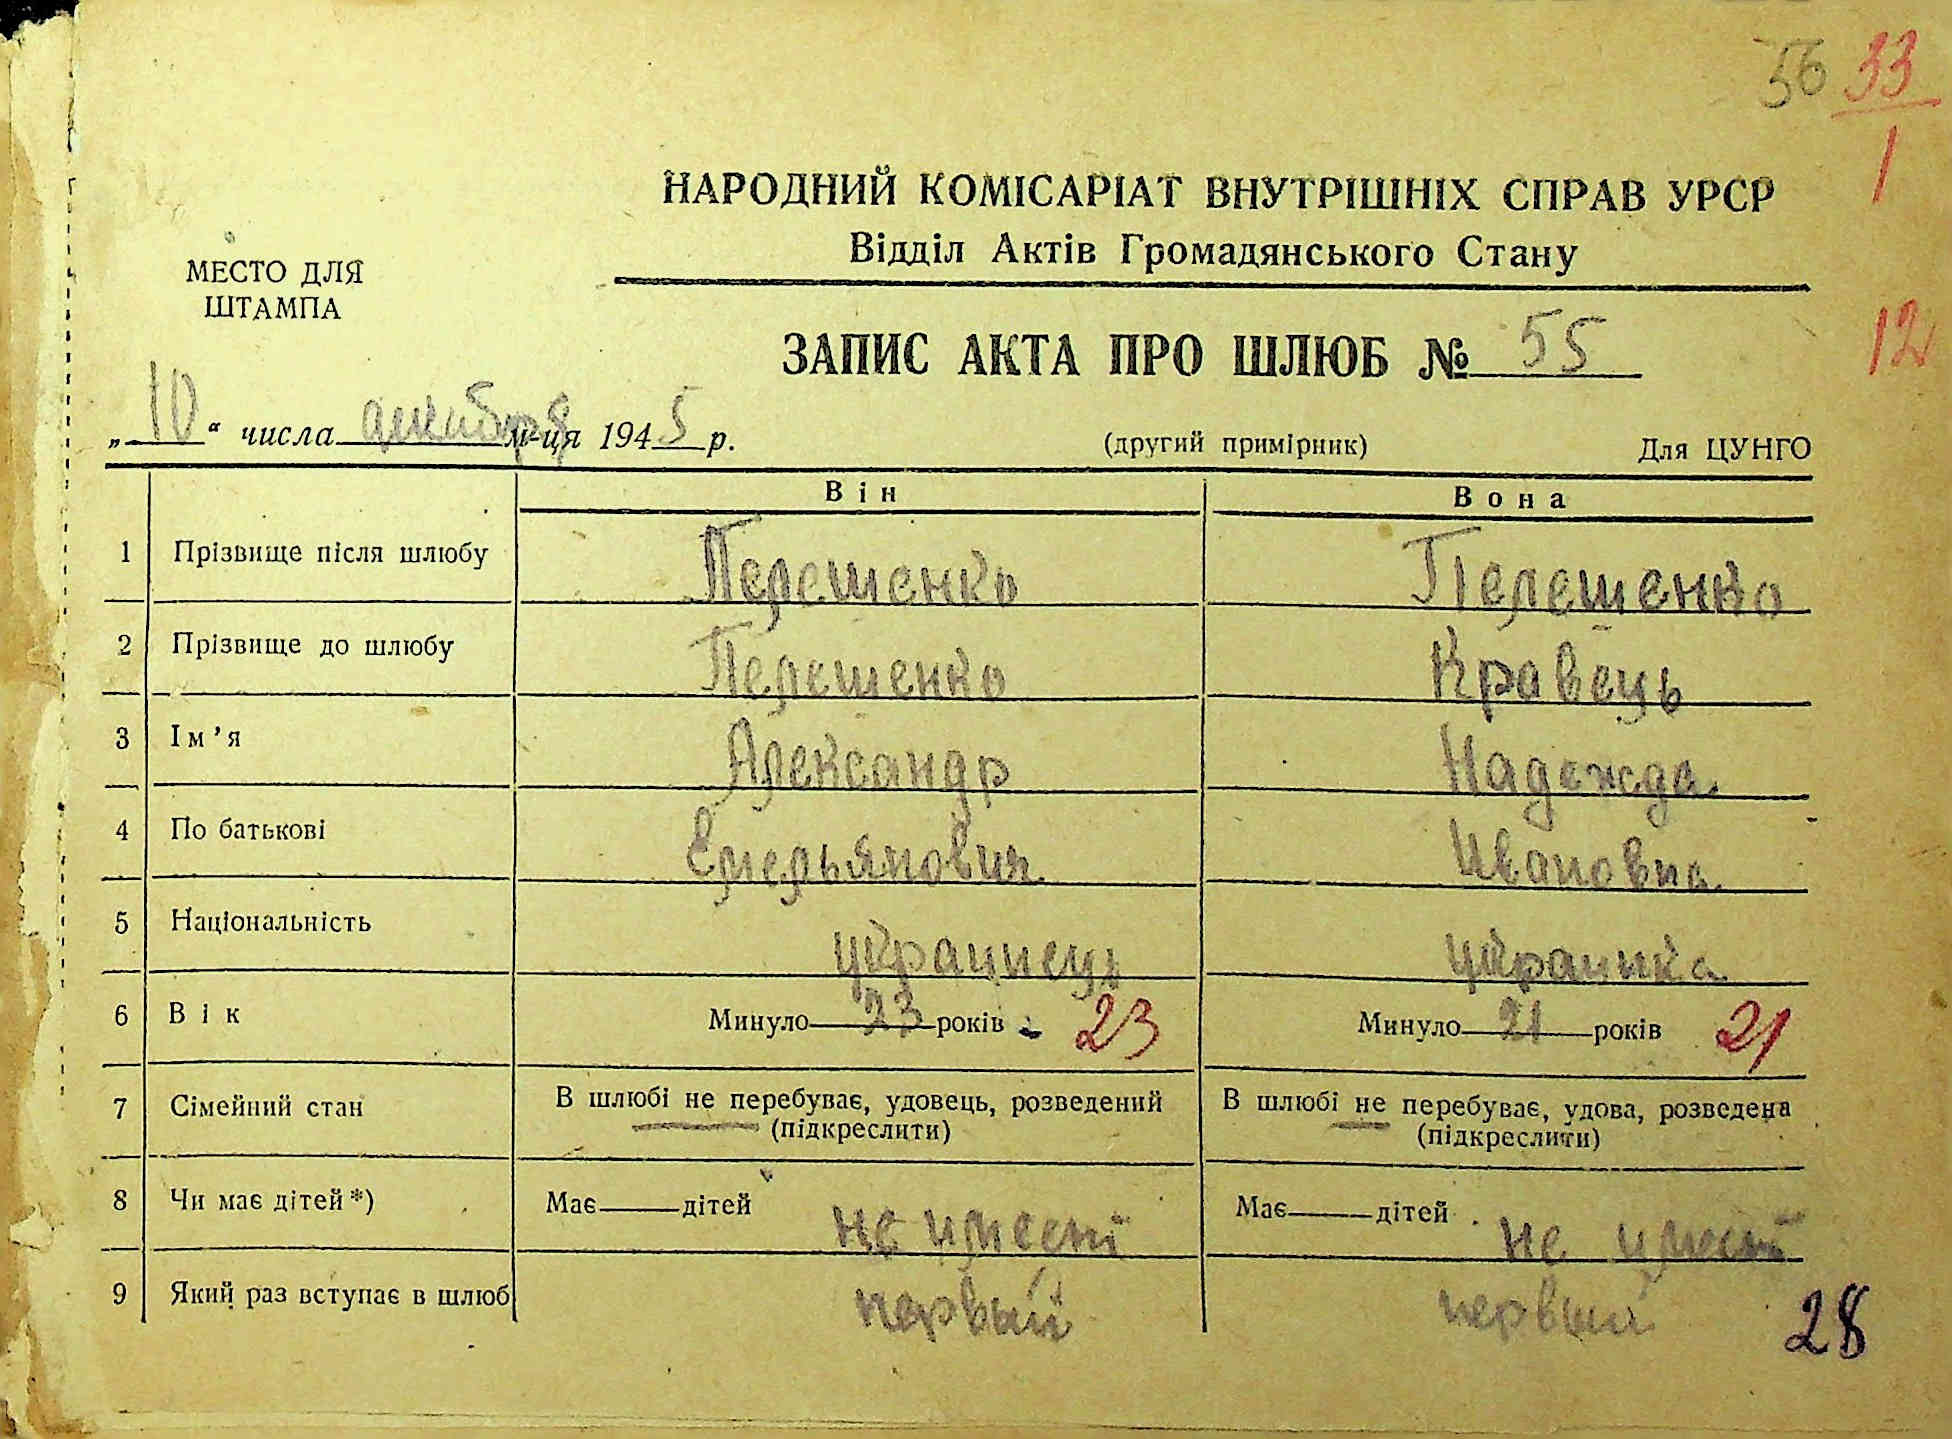 56 33
1
НАРОДНИЙ КОМІСАРІАТ ВНУТРІШНІХ СПРАВ УРСР
Відділ Актів Громадянського Стану
МЕСТО ДЛЯ
ШТАМПА
12
ЗАПИС АКТА ПРО ШЛЮБ № 55
„10“ числа декабря м-ця 1945 р.
(другий примірник) Для ЦУНГО
Він Вона
1 Прізвище після шлюбу Перешенко Перешенко
2 Прізвище до шлюбу Перешенко Кравець
3 Ім'я Александр Надежда
4 По батькові Емельянович Ивановна
5 Національність украинець украинка
6 Вік Минуло 23 років 23 Минуло 21 років 21
7 Сімейний стан В шлюбі не перебуває, удовець, розведений В шлюбі не перебуває, удова, розведена
(підкреслити) (підкреслити)
8 Чи має дітей*) Має дітей не имеет Має дітей не имеет
9 Який раз вступає в шлюб первый первый
28